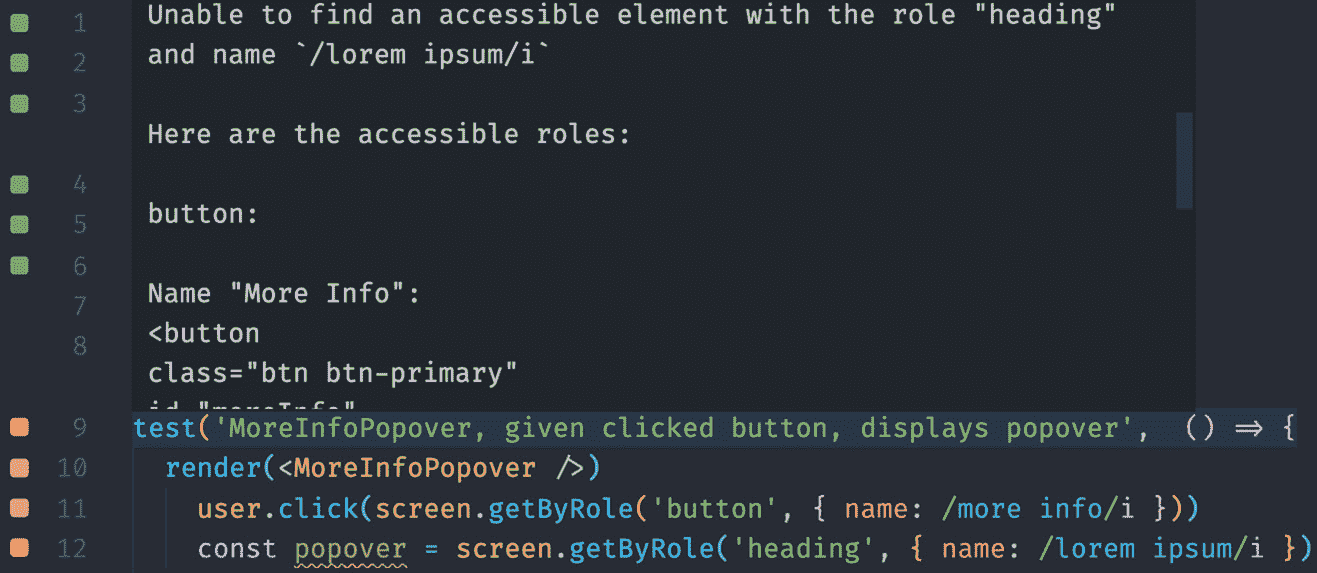 1 Unable to find an accessible element with the role "heading"
2 and name `/lorem ipsum/i`
3
Here are the accessible roles:
4
5 button:
6
7 Name "More Info":
8 <button
class="btn btn-primary"
id="moreInfo"
9 test('MoreInfoPopover, given clicked button, displays popover', () => {
10 render(<MoreInfoPopover />)
11 user.click(screen.getByRole('button', { name: /more info/i }))
12 const popover = screen.getByRole('heading', { name: /lorem ipsum/i })